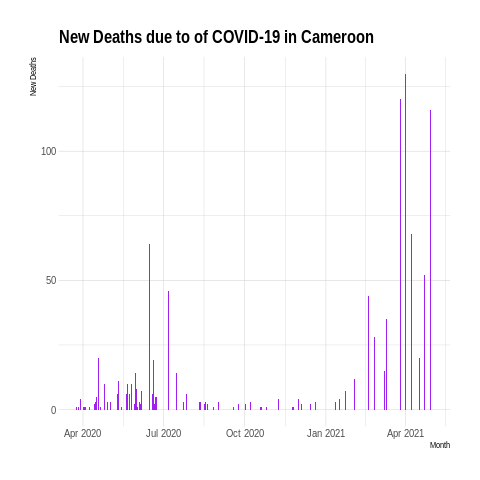 New Deaths due to of COVID-19 in Cameroon
New Deaths
100
50
0
Apr 2020 Jul 2020 Oct 2020 Jan 2021 Apr 2021
Month